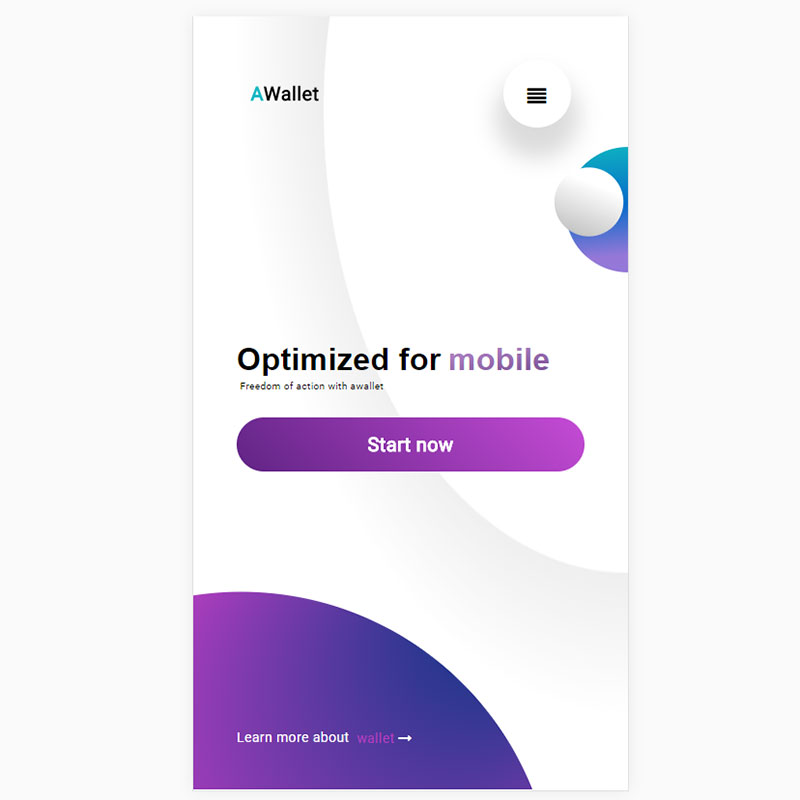 AWallet
Optimized for mobile
Freedom of action with awallet
Start now
Learn more about wallet